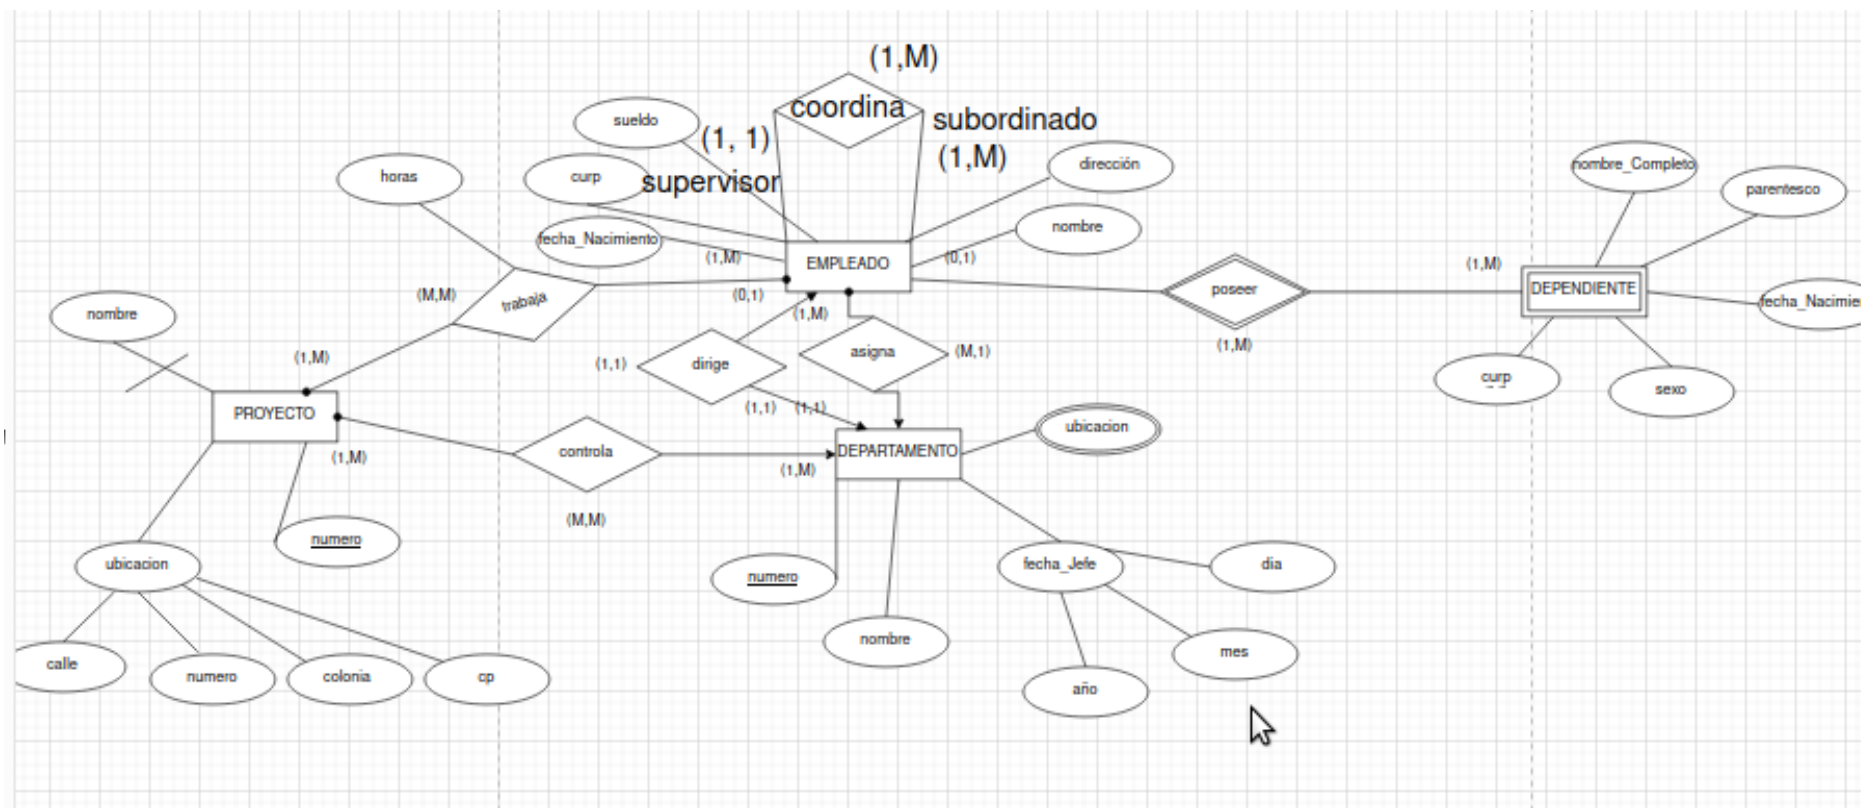 (1,M)
coordina
sueldo
(1, 1)
subordinado
(1,M)
horas
curp
supervisor
dirección
nombre_Completo
parentesco
fecha_Nacimiento
nombre
(1,M)
EMPLEADO
(0,1)
(1,M)
poseer
DEPENDIENTE
(M,M)
trabaja
(0,1)
fecha_Nacimie
nombre
(1,M)
(1,M)
(1,M)
(1,1)
dirige
asigna
(M,1)
curp
sexo
PROYECTO
(1,1)
(1,1)
ubicacion
(1,M)
controla
(1,M)
DEPARTAMENTO
(M,M)
numero
ubicacion
numero
fecha_Jefe
dia
nombre
mes
calle
numero
colonia
cp
año